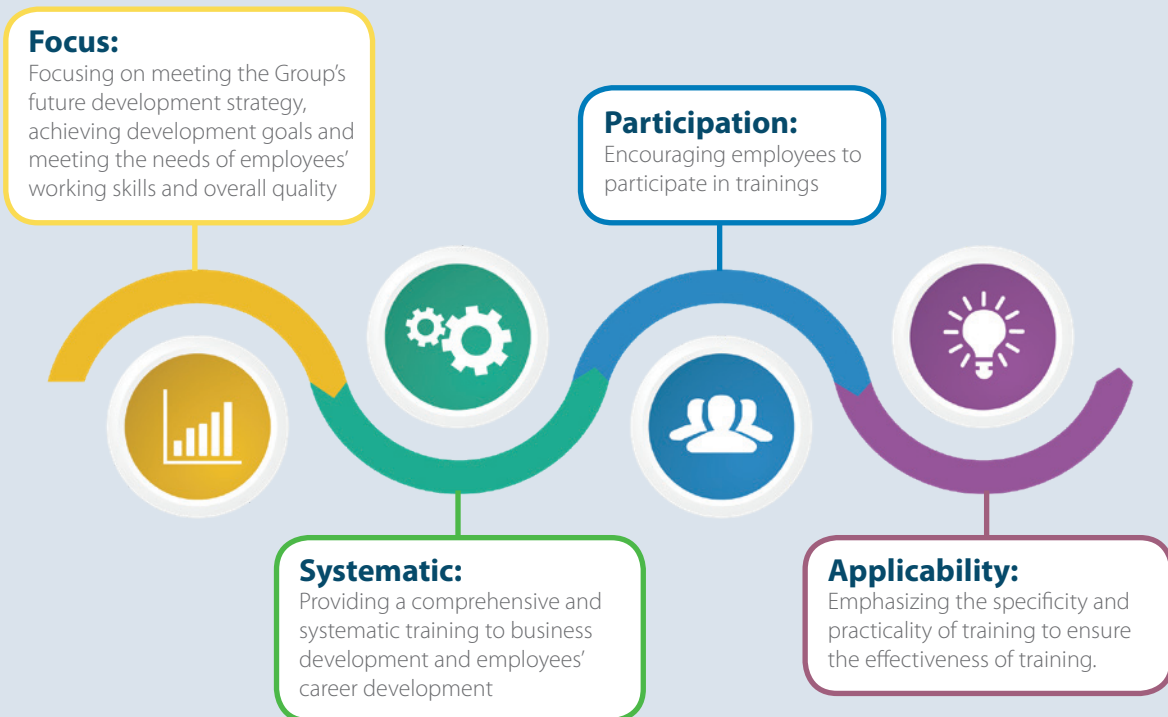 Focus:
Focusing on meeting the Group’s
future development strategy,
achieving development goals and
meeting the needs of employees’
working skills and overall quality
Participation:
Encouraging employees to
participate in trainings
Systematic:
Providing a comprehensive and
systematic training to business
development and employees’
career development
Applicability:
Emphasizing the specificity and
practicality of training to ensure
the effectiveness of training.